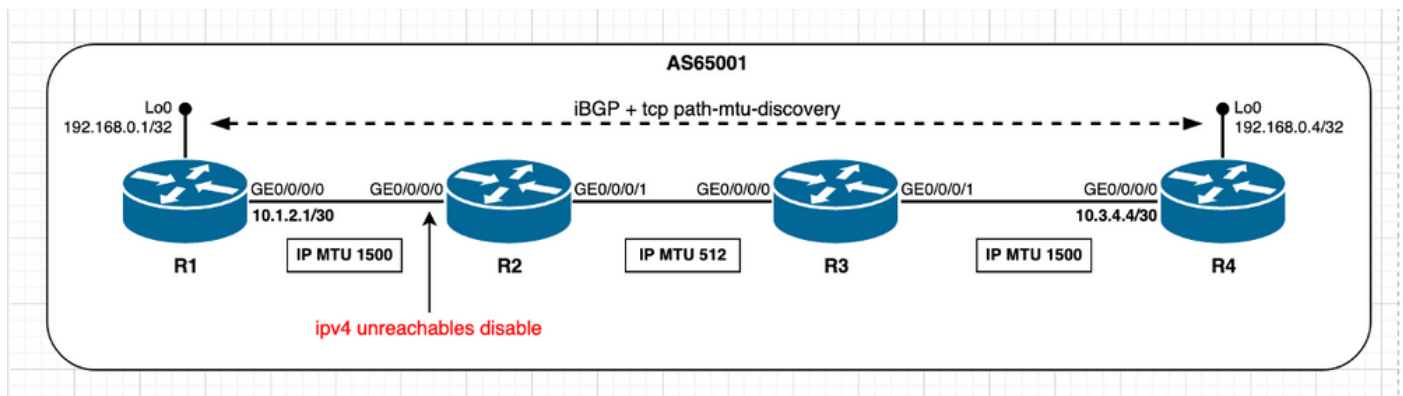 AS65001
iBGP + tcp path-mtu-discovery
Lo0
192.168.0.1/32
Lo0
192.168.0.4/32
GE0/0/0/0
GE0/0/0/0
GE0/0/0/1
GE0/0/0/0
GE0/0/0/1
GE0/0/0/0
10.1.2.1/30
10.3.4.4/30
IP MTU 1500
IP MTU 512
IP MTU 1500
R1
R2
R3
R4
ipv4 unreachables disable